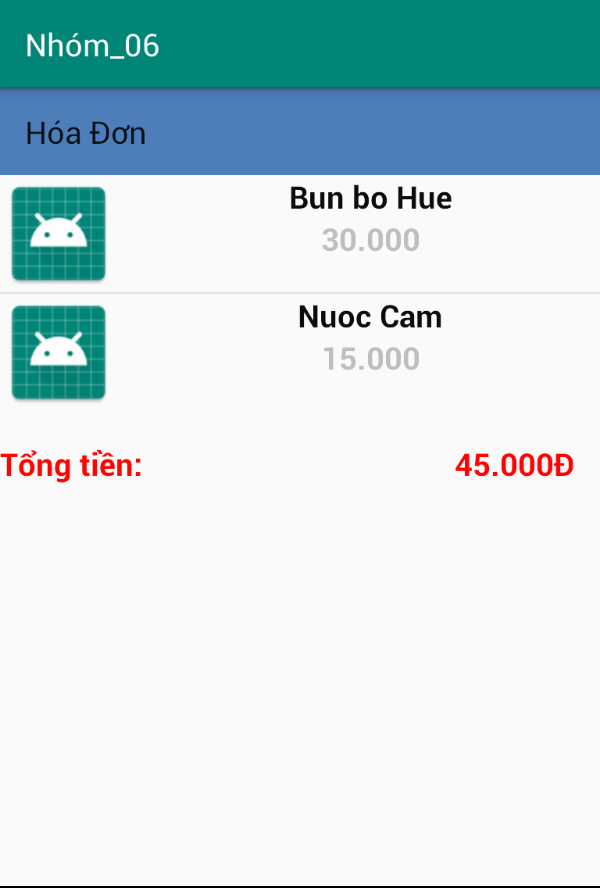 Nhóm_06
Hóa Đơn
Bun bo Hue
30.000
Nuoc Cam
15.000
Tổng tiền: 45.000Đ